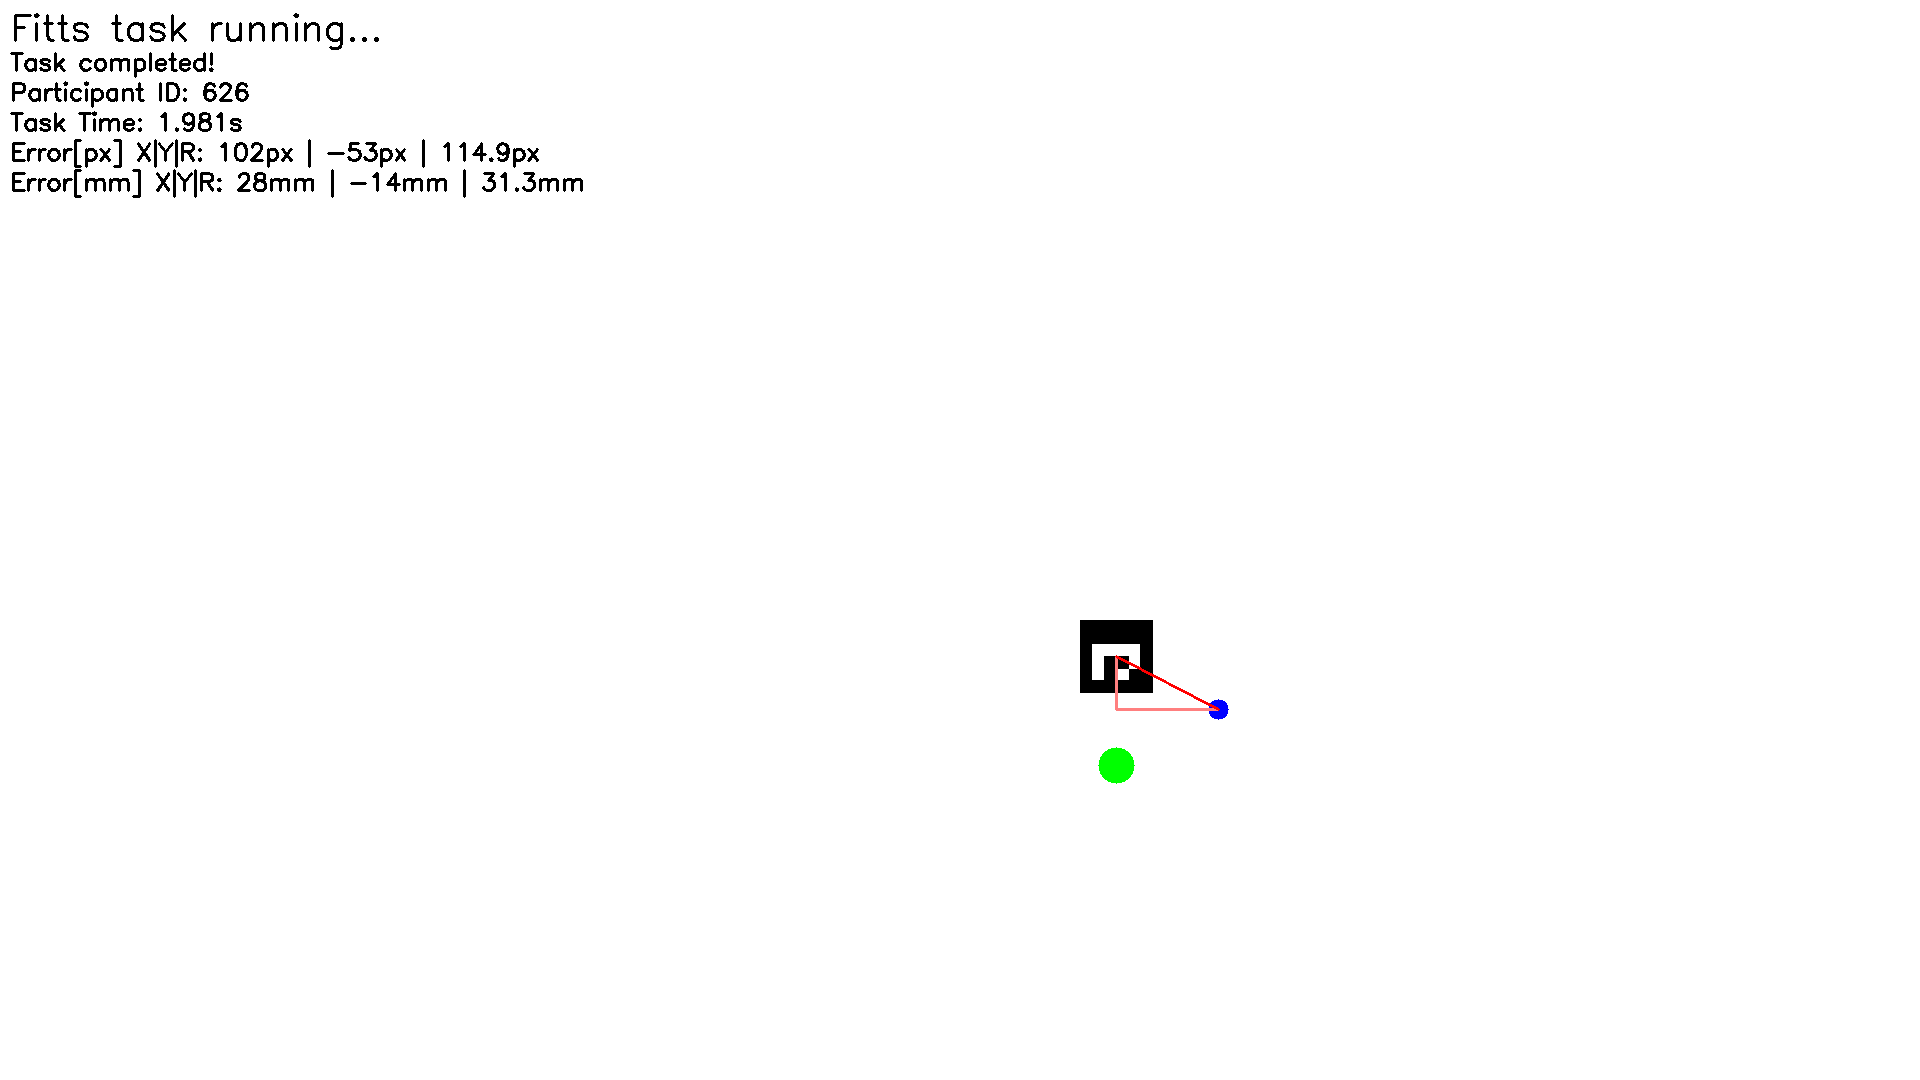 Fitts task running...
Task completed!
Participant ID: 626
Task Time: 1.981s
Error[px] X|Y|R: 102px | -53px | 114.9px
Error[mm] X|Y|R: 28mm | -14mm | 31.3mm